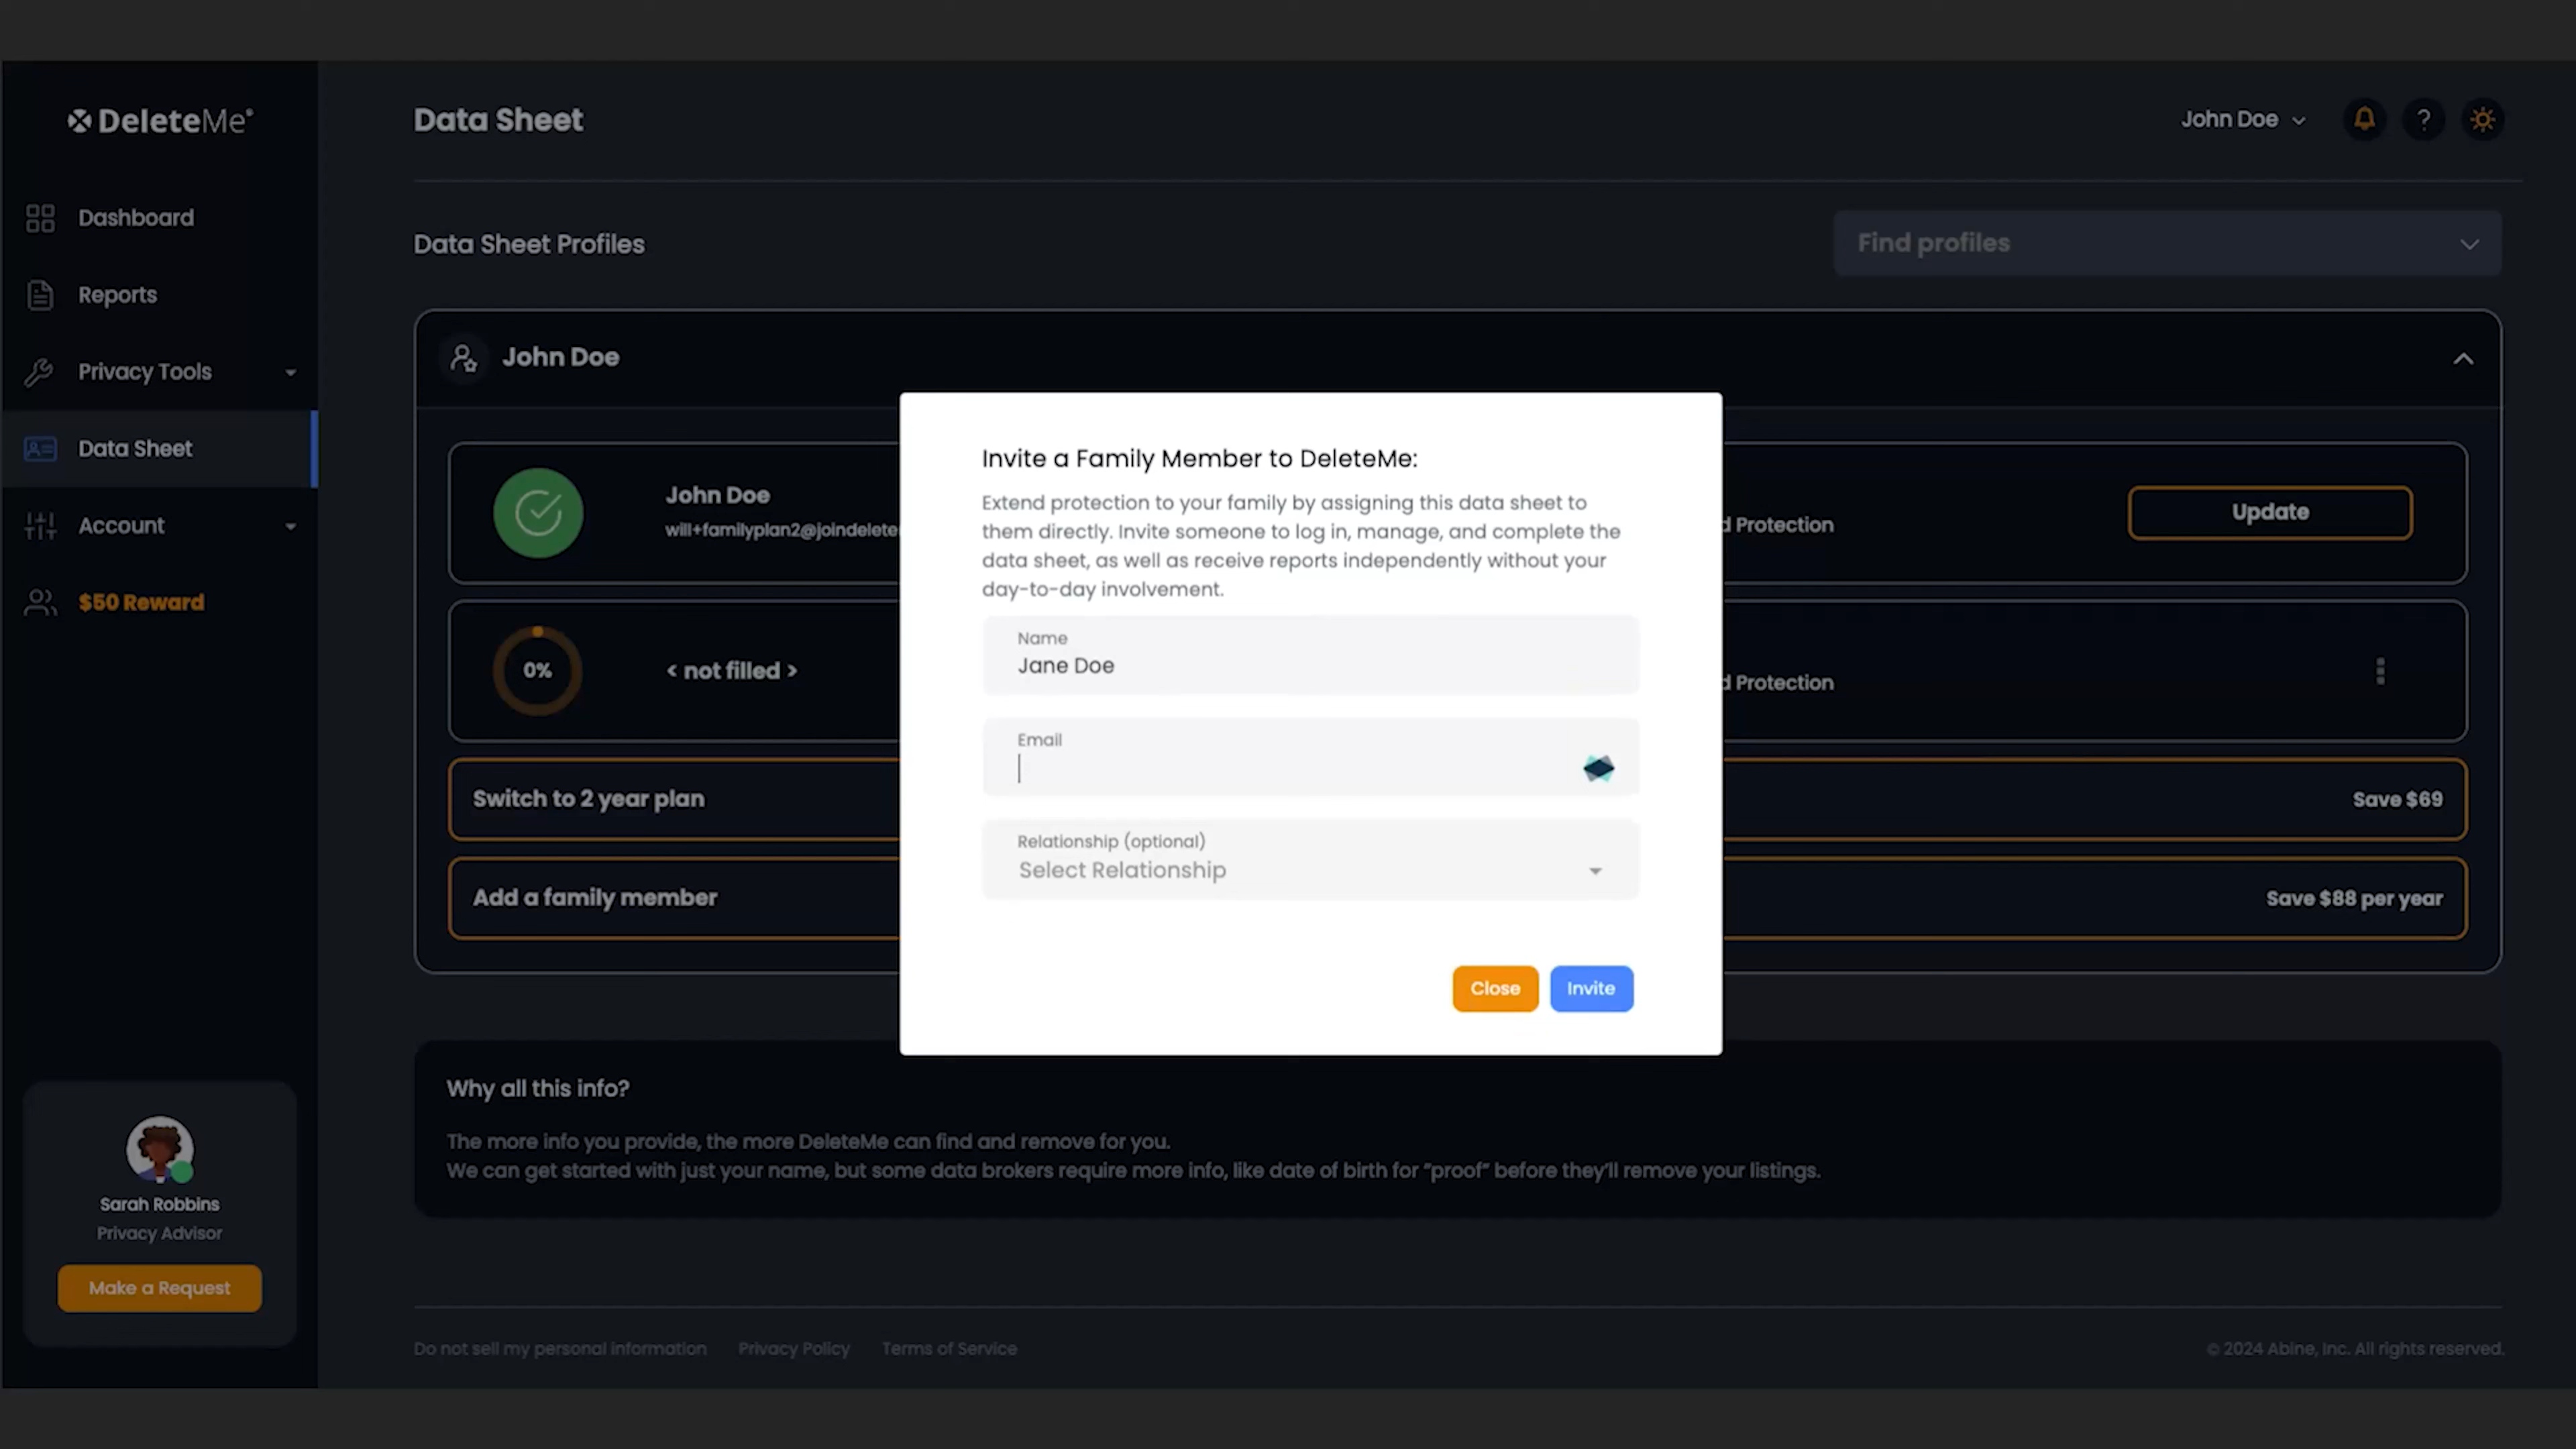 DeleteMe®
Dashboard
Reports
Privacy Tools
Data Sheet
Account
$50 Reward
Sarah Robbins
Privacy Advisor
Make a Request
Data Sheet
John Doe
?
Data Sheet Profiles
Find profiles
John Doe
John Doe
will+familyplan2@joindelete
d Protection
Update
0%
< not filled >
d Protection
Switch to 2 year plan
Save $69
Add a family member
Save $88 per year
Invite a Family Member to DeleteMe:
Extend protection to your family by assigning this data sheet to
them directly. Invite someone to log in, manage, and complete the
data sheet, as well as receive reports independently without your
day-to-day involvement.
Name
Jane Doe
Email
Relationship (optional)
Select Relationship
Close
Invite
Why all this info?
The more info you provide, the more DeleteMe can find and remove for you.
We can get started with just your name, but some data brokers require more info, like date of birth for “proof” before they’ll remove your listings.
Do not sell my personal information
Privacy Policy
Terms of Service
© 2024 Abine, Inc. All rights reserved.